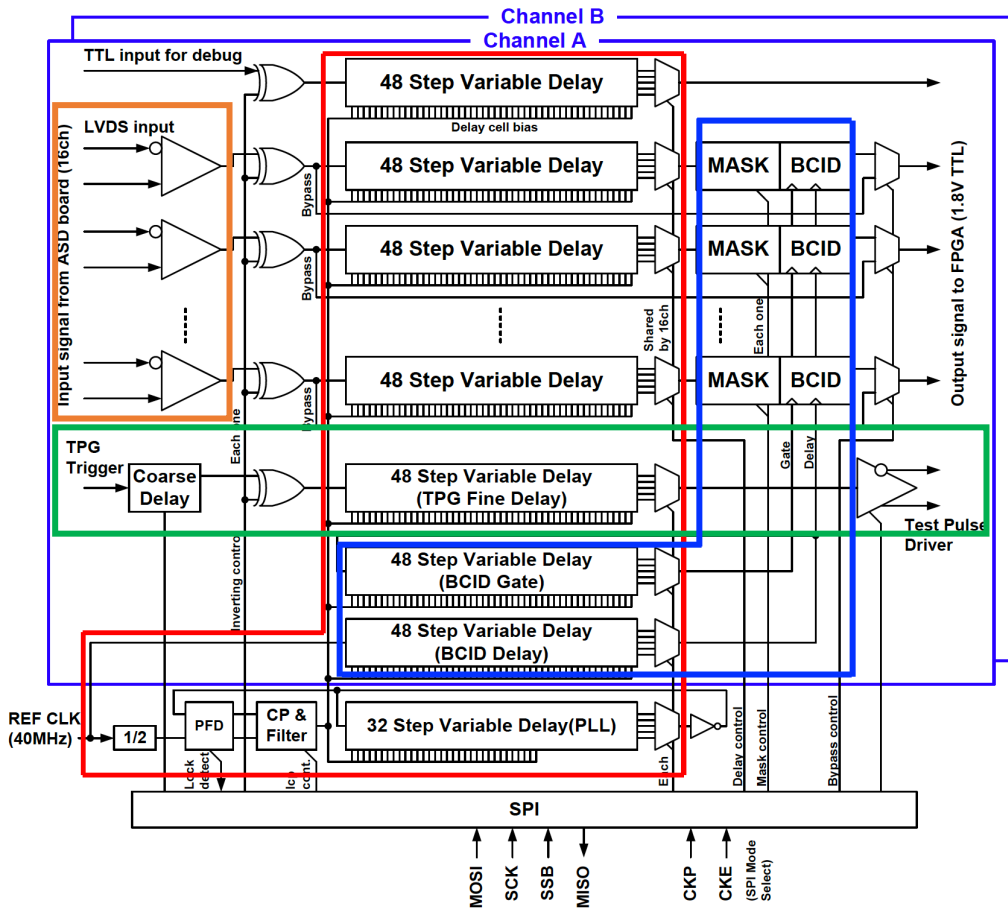 Channel B
Channel A
TTL input for debug
48 Step Variable Delay
Delay cell bias
Input signal from ASD board (16ch)
LVDS input
Bypass
48 Step Variable Delay
MASK
BCID
Output signal to FPGA (1.8V TTL)
Bypass
48 Step Variable Delay
MASK
BCID
Shared
by 16ch
Each one
48 Step Variable Delay
MASK
BCID
Each one
Bypass
Gate
Delay
TPG
Trigger
Coarse
Delay
48 Step Variable Delay
(TPG Fine Delay)
Test Pulse
Driver
Inverting control
48 Step Variable Delay
(BCID Gate)
48 Step Variable Delay
(BCID Delay)
REF CLK
(40MHz)
1/2
PFD
CP &
Filter
32 Step Variable Delay(PLL)
Lock
detect
Icp
cont.
Each
Delay control
Mask control
Bypass control
SPI
MOSI
SCK
SSB
MISO
CKP
CKE
(SPI Mode
Select)